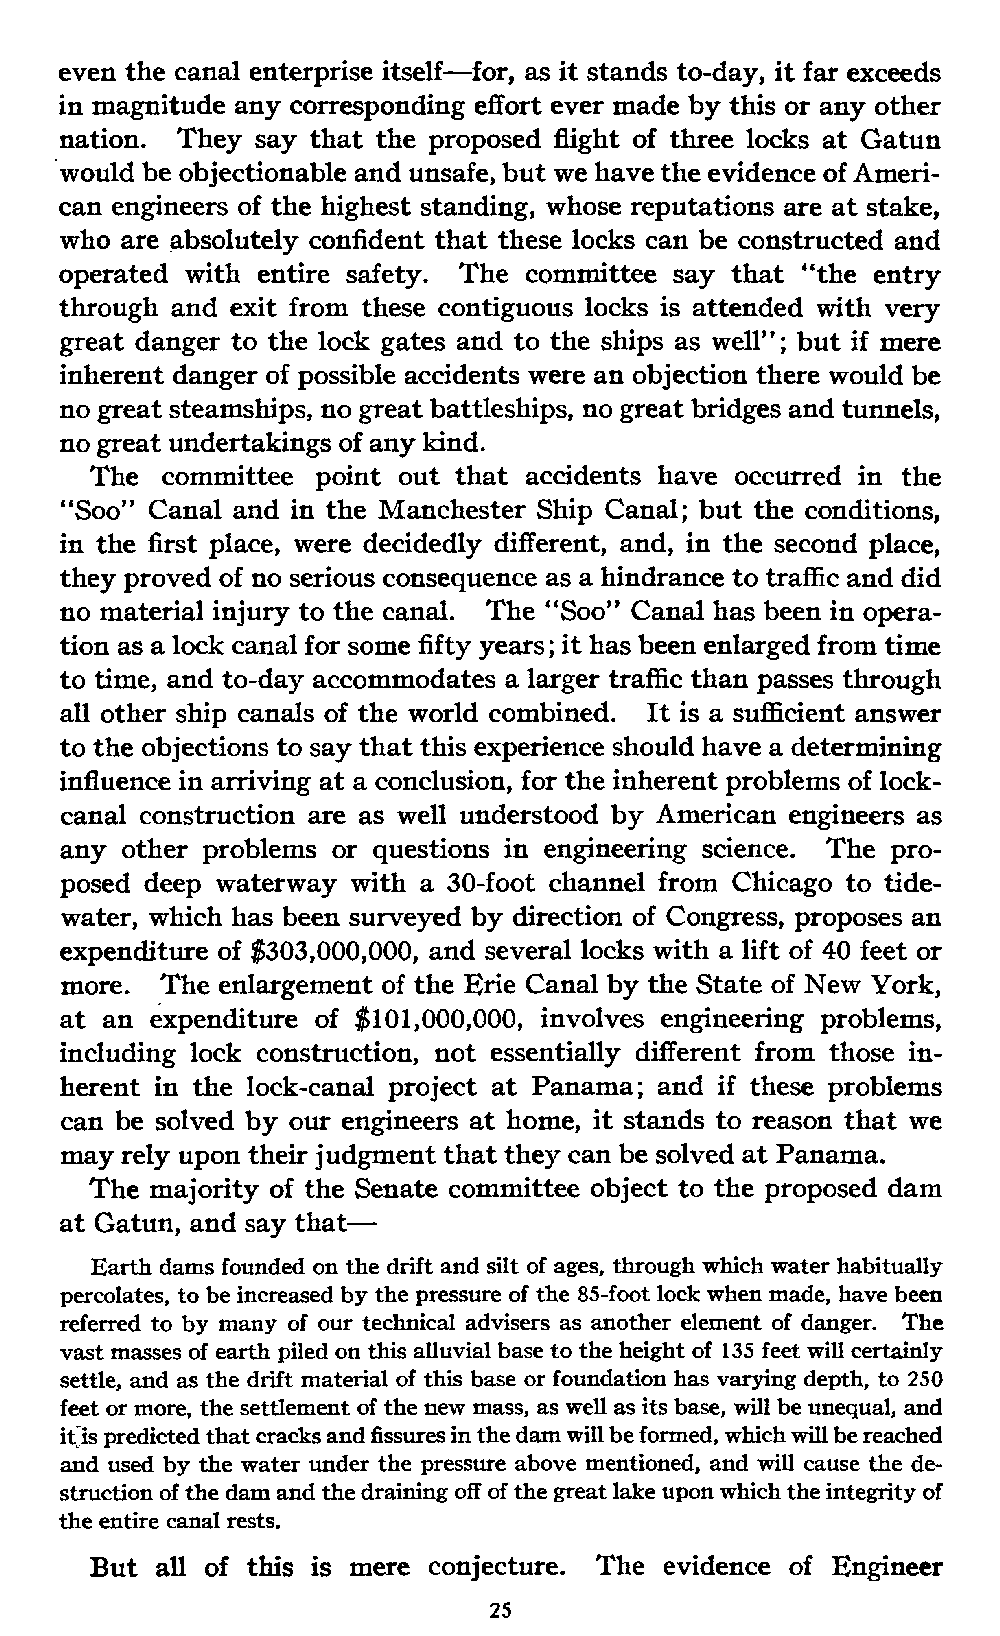 even the canal enterprise itself—for, as it stands to-day, it far exceeds
in magnitude any corresponding effort ever made by this or any other
nation. They say that the proposed flight of three locks at Gatun
would be objectionable and unsafe, but we have the evidence of Ameri-
can engineers of the highest standing, whose reputations are at stake,
who are absolutely confident that these locks can be constructed and
operated with entire safety. The committee say that "the entry
through and exit from these contiguous locks is attended with very
great danger to the lock gates and to the ships as well"; but if mere
inherent danger of possible accidents were an objection there would be
no great steamships, no great battleships, no great bridges and tunnels,
no great undertakings of any kind.
The committee point out that accidents have occurred in the
"Soo" Canal and in the Manchester Ship Canal; but the conditions,
in the first place, were decidedly different, and, in the second place,
they proved of no serious consequence as a hindrance to traffic and did
no material injury to the canal. The "Soo" Canal has been in opera-
tion as a lock canal for some fifty years; it has been enlarged from time
to time, and to-day accommodates a larger traffic than passes through
all other ship canals of the world combined. It is a sufficient answer
to the objections to say that this experience should have a determining
influence in arriving at a conclusion, for the inherent problems of lock-
canal construction are as well understood by American engineers as
any other problems or questions in engineering science. The pro-
posed deep waterway with a 30-foot channel from Chicago to tide-
water, which has been surveyed by direction of Congress, proposes an
expenditure of $303,000,000, and several locks with a lift of 40 feet or
more. The enlargement of the Erie Canal by the State of New York,
at an expenditure of $101,000,000, involves engineering problems,
including lock construction, not essentially different from those in-
herent in the lock-canal project at Panama; and if these problems
can be solved by our engineers at home, it stands to reason that we
may rely upon their judgment that they can be solved at Panama.
The majority of the Senate committee object to the proposed dam
at Gatun, and say that—
Earth dams founded on the drift and silt of ages, through which water habitually
percolates, to be increased by the pressure of the 85-foot lock when made, have been
referred to by many of our technical advisers as another element of danger. The
vast masses of earth piled on this alluvial base to the height of 135 feet will certainly
settle, and as the drift material of this base or foundation has varying depth, to 250
feet or more, the settlement of the new mass, as well as its base, will be unequal, and
it is predicted that cracks and fissures in the dam will be formed, which will be reached
and used by the water under the pressure above mentioned, and will cause the de-
struction of the dam and the draining off of the great lake upon which the integrity of
the entire canal rests.
But all of this is mere conjecture. The evidence of Engineer
25